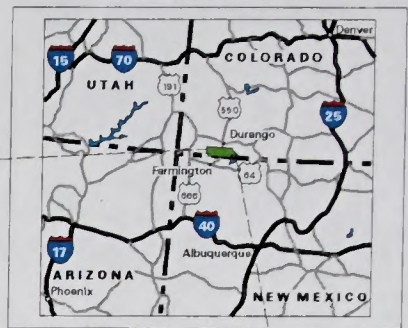 Denver
15
70
COLORADO
UTAH
191
550
25
Durango
Farmington
64
666
40
17
Albuquerque
ARIZONA
Phoenix
NEW MEXICO